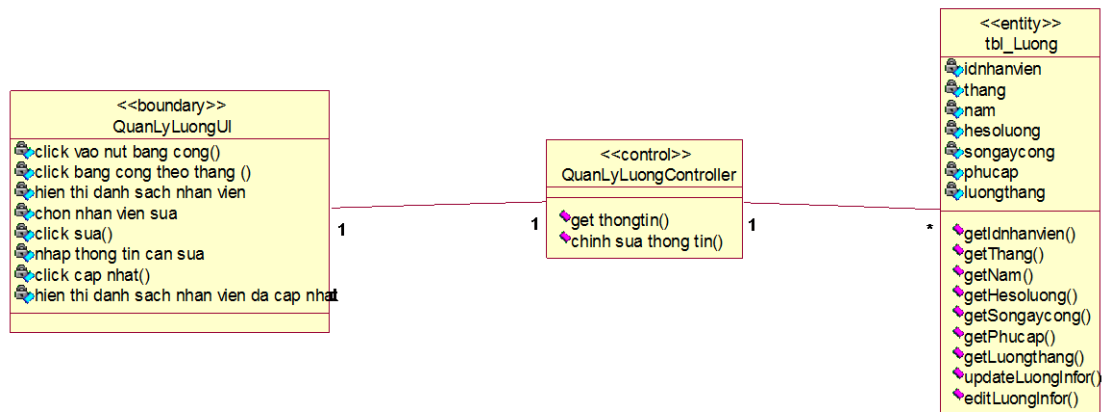 <<boundary>>
QuanLyLuongUI
click vao nut bang cong()
click bang cong theo thang ()
hien thi danh sach nhan vien
chon nhan vien sua
click sua()
nhap thong tin can sua
click cap nhat()
hien thi danh sach nhan vien da cap nhat
1
1
<<control>>
QuanLyLuongController
get thongtin()
chinh sua thong tin()
1
*
<<entity>>
tbl_Luong
idnhanvien
thang
nam
hesoluong
songaycong
phucap
luongthang
getIdnhanvien()
getThang()
getNam()
getHesoluong()
getSongaycong()
getPhucap()
getLuongthang()
updateLuongInfor()
editLuongInfor()